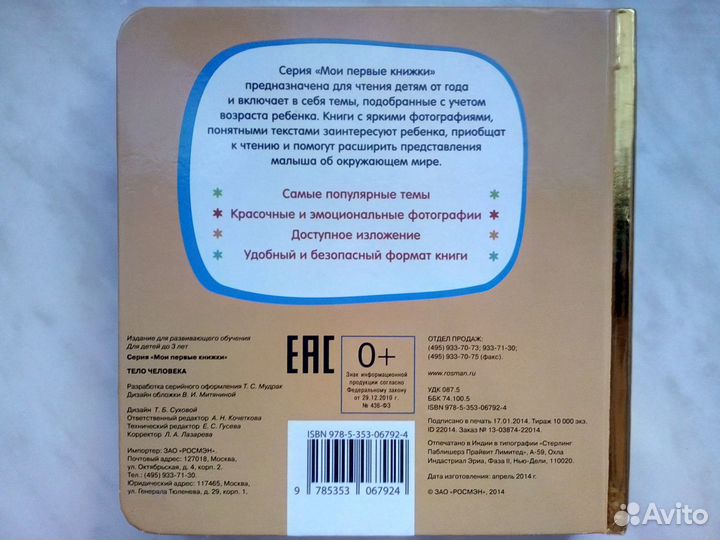 Серия «Мои первые книжки»
предназначена для чтения детям от года
и включает в себя темы, подобранные с учетом
возраста ребенка. Книги с яркими фотографиями,
понятными текстами заинтересуют ребенка, приобщат
к чтению и помогут расширить представления
малыша об окружающем мире.
Самые популярные темы
Красочные и эмоциональные фотографии
Доступное изложение
Удобный и безопасный формат книги
Издание для развивающего обучения
Для детей до 3 лет
Серия «Мои первые книжки»
ТЕЛО ЧЕЛОВЕКА
Разработка серийного оформления Т. С. Мудрак
Дизайн обложки В. И. Митяниной
Дизайн Т. Б. Суховой
Ответственный редактор А. Н. Кочеткова
Технический редактор Е. С. Гусева
Корректор Л. А. Лазарева
Импортер: ЗАО «РОСМЭН».
Почтовый адрес: 127018, Москва,
ул. Октябрьская, д. 4, корп. 2.
Тел.: (495) 933-71-30.
Юридический адрес: 117465, Москва,
ул. Генерала Тюленева, д. 29, корп. 1.
ЕАС
0+
Знак информационной
продукции согласно
Федеральному закону
от 29.12.2010 г.
№ 436-ФЗ
ISBN 978-5-353-06792-4
9 785353 067924
ОТДЕЛ ПРОДАЖ:
(495) 933-70-73; 933-71-30;
(495) 933-70-75 (факс).
www.rosman.ru
УДК 087.5
ББК 74.100.5
ISBN 978-5-353-06792-4
Подписано в печать 17.01.2014. Тираж 10 000 экз.
ID 22014. Заказ № 13-03874-22014.
Отпечатано в Индии в типографии «Стерлинг
Паблишерз Прайвит Лимитед», А-59, Охла
Индастриал Эриа, Фаза II, Нью-Дели, 110020.
Дата изготовления: апрель 2014 г.
© ЗАО «РОСМЭН», 2014
Avito